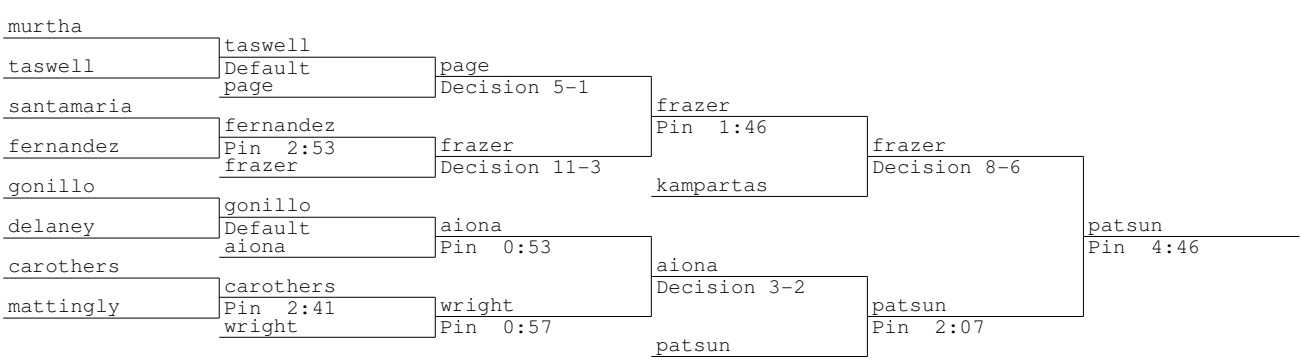 murtha
taswell
taswell
Default
page
page
Decision 5-1
santamaria
frazer
Pin 1:46
fernandez
fernandez
Pin 2:53
frazer
frazer
Decision 11-3
frazer
Decision 8-6
kampartas
gonillo
gonillo
delaney
Default
aiona
aiona
Pin 0:53
patsun
Pin 4:46
carothers
aiona
Decision 3-2
carothers
mattingly
Pin 2:41
wright
wright
Pin 0:57
patsun
Pin 2:07
patsun